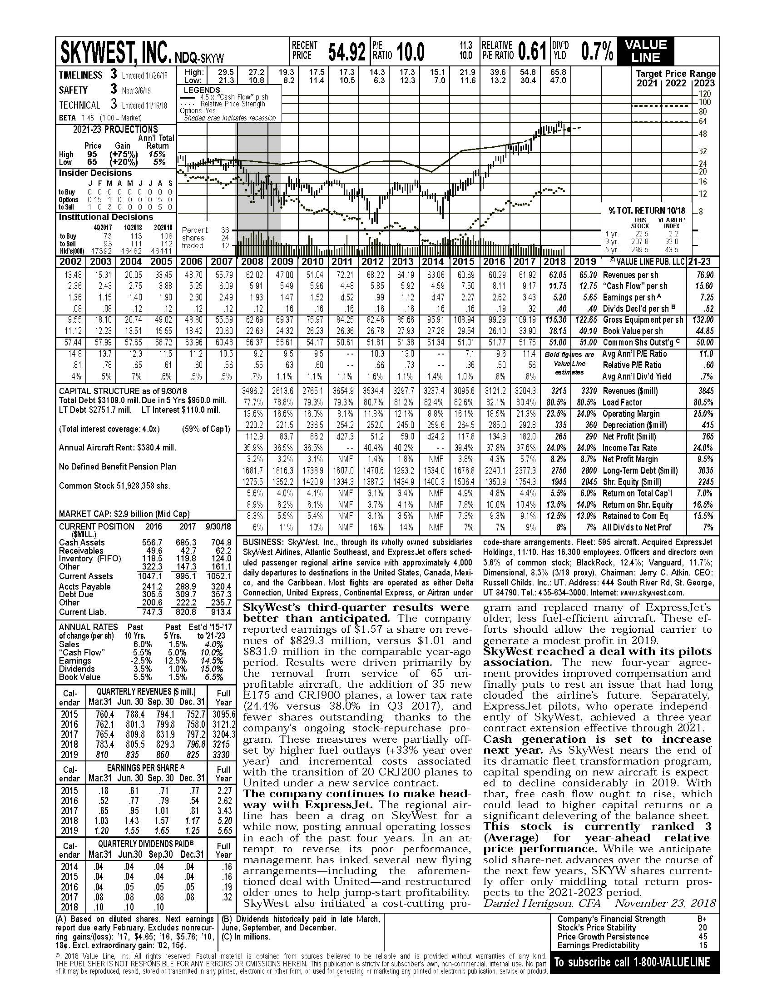 SKYWEST, INC. NDQ-SKYW
RECENT PRICE 54.92
P/E RATIO 10.0
11.3
10.0
RELATIVE P/E RATIO 0.61
DIV'D YLD 0.7%
VALUE LINE
TIMELINESS 3 Lowered 10/26/18
SAFETY 3 New 3/6/09
TECHNICAL 3 Lowered 11/16/18
BETA 1.45 (1.00 = Market)
High: 29.5 27.2 19.3 17.5 17.3 14.3 17.3 15.1 21.9 39.6 54.8 65.8
Low: 21.3 10.8 8.2 11.4 10.5 6.3 12.3 7.0 11.6 13.2 30.4 47.0
Target Price Range
2021 2022 2023
LEGENDS
4.5 x "Cash Flow" p sh
Relative Price Strength
Options: Yes
Shaded area indicates recession
120
100
80
64
48
32
24
20
16
12
8
2021-23 PROJECTIONS
Ann'l Total
Price Gain Return
High 95 (+75%) 15%
Low 65 (+20%) 5%
Insider Decisions
J F M A M J J A S
to Buy 0 0 0 0 0 0 0 0 0
Options 0 15 1 0 0 0 0 5 0
to Sell 1 0 3 0 0 0 0 5 0
Institutional Decisions
4Q2017 1Q2018 2Q2018
to Buy 73 113 108
to Sell 93 111 112
Hld's(000) 47392 46482 46441
Percent 36
shares 24
traded 12
% TOT. RETURN 10/18
THIS VL ARITH.*
STOCK INDEX
1 yr. 22.5 2.2
3 yr. 207.8 32.0
5 yr. 299.5 43.5
2002 2003 2004 2005 2006 2007 2008 2009 2010 2011 2012 2013 2014 2015 2016 2017 2018 2019 © VALUE LINE PUB. LLC 21-23
13.48 15.31 20.05 33.45 48.70 55.79 62.02 47.00 51.04 72.21 68.22 64.19 63.06 60.69 60.29 61.92 63.05 65.30 Revenues per sh 76.90
2.36 2.43 2.75 3.88 5.25 6.09 5.91 5.49 5.96 4.48 5.85 5.92 4.59 7.50 8.11 9.17 11.75 12.75 "Cash Flow" per sh 15.60
1.36 1.15 1.40 1.90 2.30 2.49 1.93 1.47 1.52 d.52 .99 1.12 d.47 2.27 2.62 3.43 5.20 5.65 Earnings per sh A 7.25
.08 .08 .12 .12 .12 .12 .12 .16 .16 .16 .16 .16 .16 .16 .19 .32 .40 .40 Div'ds Decl'd per sh B .52
9.55 18.10 20.74 49.02 48.80 55.59 62.69 69.37 75.97 84.25 82.46 85.66 95.91 108.94 99.29 109.19 115.30 122.65 Gross Equipment per sh 132.00
11.12 12.23 13.51 15.55 18.42 20.60 22.63 24.32 26.23 26.36 26.78 27.93 27.28 29.54 26.10 33.90 38.15 40.10 Book Value per sh 44.85
57.44 57.99 57.65 58.72 63.96 60.48 56.37 55.61 54.17 50.61 51.81 51.38 51.34 51.01 51.77 51.75 51.00 51.00 Common Shs Outst'g C 50.00
14.8 13.7 12.3 11.5 11.2 10.5 9.2 9.5 9.5 -- 10.3 13.0 -- 7.1 9.6 11.4 Bold figures are Avg Ann'l P/E Ratio 11.0
.81 .78 .65 .61 .60 .56 .55 .63 .60 -- .66 .73 -- .36 .50 .56 Value Line Relative P/E Ratio .60
.4% .5% .7% .6% .5% .5% .7% 1.1% 1.1% 1.1% 1.6% 1.1% 1.4% 1.0% .8% .8% estimates Avg Ann'l Div'd Yield .7%
CAPITAL STRUCTURE as of 9/30/18
Total Debt $3109.0 mill. Due in 5 Yrs $950.0 mill.
LT Debt $2751.7 mill. LT Interest $110.0 mill.
(Total interest coverage: 4.0x) (59% of Cap'l)
Annual Aircraft Rent: $380.4 mill.
No Defined Benefit Pension Plan
Common Stock 51,928,358 shs.
MARKET CAP: $2.9 billion (Mid Cap)
3496.2 2613.6 2765.1 3654.9 3534.4 3297.7 3237.4 3095.6 3121.2 3204.3 3215 3330 Revenues ($mill) 3845
77.7% 78.8% 79.3% 79.3% 80.7% 81.2% 82.4% 82.6% 82.1% 80.4% 80.5% 80.5% Load Factor 80.5%
13.6% 16.6% 16.0% 8.1% 11.8% 12.1% 8.8% 16.1% 18.5% 21.3% 23.5% 24.0% Operating Margin 25.0%
220.2 221.5 236.5 254.2 252.0 245.0 259.6 264.5 285.0 292.8 335 360 Depreciation ($mill) 415
112.9 83.7 86.2 d27.3 51.2 59.0 d24.2 117.8 134.9 182.0 265 290 Net Profit ($mill) 365
35.9% 36.5% 36.5% -- 40.4% 40.2% -- 39.4% 37.8% 37.6% 24.0% 24.0% Income Tax Rate 24.0%
3.2% 3.2% 3.1% NMF 1.4% 1.8% NMF 3.8% 4.3% 5.7% 8.2% 8.7% Net Profit Margin 9.5%
1681.7 1816.3 1738.9 1607.0 1470.6 1293.2 1534.0 1676.8 2240.1 2377.3 2750 2800 Long-Term Debt ($mill) 3035
1275.5 1352.2 1420.9 1334.3 1387.2 1434.9 1400.3 1506.4 1350.9 1754.3 1945 2045 Shr. Equity ($mill) 2245
5.6% 4.0% 4.1% NMF 3.1% 3.4% NMF 4.9% 4.8% 4.4% 5.5% 6.0% Return on Total Cap'l 7.0%
8.9% 6.2% 6.1% NMF 3.7% 4.1% NMF 7.8% 10.0% 10.4% 13.5% 14.0% Return on Shr. Equity 16.5%
8.3% 5.5% 5.4% NMF 3.1% 3.5% NMF 7.3% 9.3% 9.1% 12.5% 13.0% Retained to Com Eq 15.5%
6% 11% 10% NMF 16% 14% NMF 7% 7% 9% 8% 7% All Div'ds to Net Prof 7%
CURRENT POSITION 2016 2017 9/30/18
($MILL.)
Cash Assets 556.7 685.3 704.8
Receivables 49.6 42.7 62.2
Inventory (FIFO) 118.5 119.8 124.0
Other 322.3 147.3 161.1
Current Assets 1047.1 995.1 1052.1
Accts Payable 241.2 288.9 320.4
Debt Due 305.5 309.7 357.3
Other 200.6 222.2 235.7
Current Liab. 747.3 820.8 913.4
ANNUAL RATES Past Past Est'd '15-'17
of change (per sh) 10 Yrs. 5 Yrs. to '21-'23
Sales 6.0% 1.5% 4.0%
"Cash Flow" 5.5% 5.0% 10.0%
Earnings -2.5% 12.5% 14.5%
Dividends 3.5% 1.0% 15.0%
Book Value 5.5% 1.5% 6.5%
Cal- QUARTERLY REVENUES ($ mill.) Full
endar Mar.31 Jun. 30 Sep. 30 Dec. 31 Year
2015 760.4 788.4 794.1 752.7 3095.6
2016 762.1 801.3 799.8 758.0 3121.2
2017 765.4 809.8 831.9 797.2 3204.3
2018 783.4 805.5 829.3 796.8 3215
2019 810 835 860 825 3330
Cal- EARNINGS PER SHARE A Full
endar Mar.31 Jun. 30 Sep. 30 Dec. 31 Year
2015 .18 .61 .71 .77 2.27
2016 .52 .77 .79 .54 2.62
2017 .65 .95 1.01 .81 3.43
2018 1.03 1.43 1.57 1.17 5.20
2019 1.20 1.55 1.65 1.25 5.65
Cal- QUARTERLY DIVIDENDS PAID B Full
endar Mar.31 Jun.30 Sep.30 Dec.31 Year
2014 .04 .04 .04 .04 .16
2015 .04 .04 .04 .04 .16
2016 .04 .05 .05 .05 .19
2017 .08 .08 .08 .08 .32
2018 .10 .10 .10
BUSINESS: SkyWest, Inc., through its wholly owned subsidiaries
SkyWest Airlines, Atlantic Southeast, and ExpressJet offers sched-
uled passenger regional airline service with approximately 4,000
daily departures to destinations in the United States, Canada, Mexi-
co, and the Caribbean. Most flights are operated as either Delta
Connection, United Express, Continental Express, or Airtran under
code-share arrangements. Fleet: 595 aircraft. Acquired ExpressJet
Holdings, 11/10. Has 16,300 employees. Officers and directors own
3.6% of common stock; BlackRock, 12.4%; Vanguard, 11.7%;
Dimensional, 8.3% (3/18 proxy). Chairman: Jerry C. Atkin. CEO:
Russell Childs. Inc.: UT. Address: 444 South River Rd, St. George,
UT 84790. Tel.: 435-634-3000. Internet: www.skywest.com.
SkyWest's third-quarter results were
better than anticipated. The company
reported earnings of $1.57 a share on reve-
nues of $829.3 million, versus $1.01 and
$831.9 million in the comparable year-ago
period. Results were driven primarily by
the removal from service of 65 un-
profitable aircraft, the addition of 35 new
E175 and CRJ900 planes, a lower tax rate
(24.4% versus 38.0% in Q3 2017), and
fewer shares outstanding—thanks to the
company's ongoing stock-repurchase pro-
gram. These measures were partially off-
set by higher fuel outlays (+33% year over
year) and incremental costs associated
with the transition of 20 CRJ200 planes to
United under a new service contract.
The company continues to make head-
way with ExpressJet. The regional air-
line has been a drag on SkyWest for a
while now, posting annual operating losses
in each of the past four years. In an at-
tempt to reverse its poor performance,
management has inked several new flying
arrangements—including the aforemen-
tioned deal with United—and restructured
older ones to help jump-start profitability.
SkyWest also initiated a cost-cutting pro-
gram and replaced many of ExpressJet's
older, less fuel-efficient aircraft. These ef-
forts should allow the regional carrier to
generate a modest profit in 2019.
SkyWest reached a deal with its pilots
association. The new four-year agree-
ment provides improved compensation and
finally puts to rest an issue that had long
clouded the airline's future. Separately,
ExpressJet pilots, who operate independ-
ently of SkyWest, achieved a three-year
contract extension effective through 2021.
Cash generation is set to increase
next year. As SkyWest nears the end of
its dramatic fleet transformation program,
capital spending on new aircraft is expect-
ed to decline considerably in 2019. With
that, free cash flow ought to rise, which
could lead to higher capital returns or a
significant delevering of the balance sheet.
This stock is currently ranked 3
(Average) for year-ahead relative
price performance. While we anticipate
solid share-net advances over the course of
the next few years, SKYW shares current-
ly offer only middling total return pros-
pects to the 2021-2023 period.
Daniel Henigson, CFA November 23, 2018
(A) Based on diluted shares. Next earnings
report due early February. Excludes nonrecur-
ring gains/(loss): '17, $4.65; '16, $5.76; '10,
18¢. Excl. extraordinary gain: '02, 15¢.
(B) Dividends historically paid in late March,
June, September, and December.
(C) In millions.
Company's Financial Strength B+
Stock's Price Stability 20
Price Growth Persistence 45
Earnings Predictability 15
© 2018 Value Line, Inc. All rights reserved. Factual material is obtained from sources believed to be reliable and is provided without warranties of any kind.
THE PUBLISHER IS NOT RESPONSIBLE FOR ANY ERRORS OR OMISSIONS HEREIN. This publication is strictly for subscriber's own, non-commercial, internal use. No part
of it may be reproduced, resold, stored or transmitted in any printed, electronic or other form, or used for generating or marketing any printed or electronic publication, service or product.
To subscribe call 1-800-VALUELINE